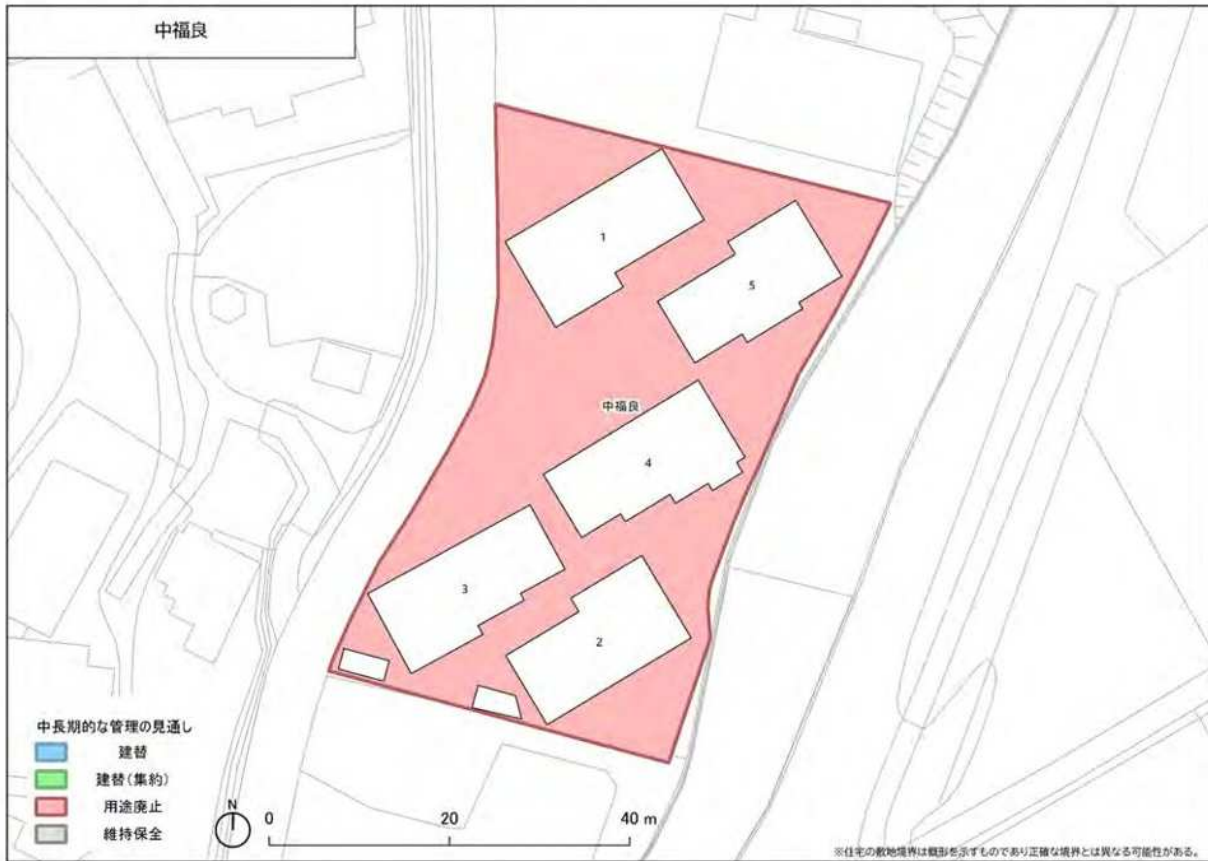 中福良
1
5
中福良
4
3
2
中長期的な管理の見通し
建替
建替(集約)
用途廃止
維持保全
N
0 20 40 m
※住宅の敷地境界は概形を示すものであり正確な境界とは異なる可能性がある。